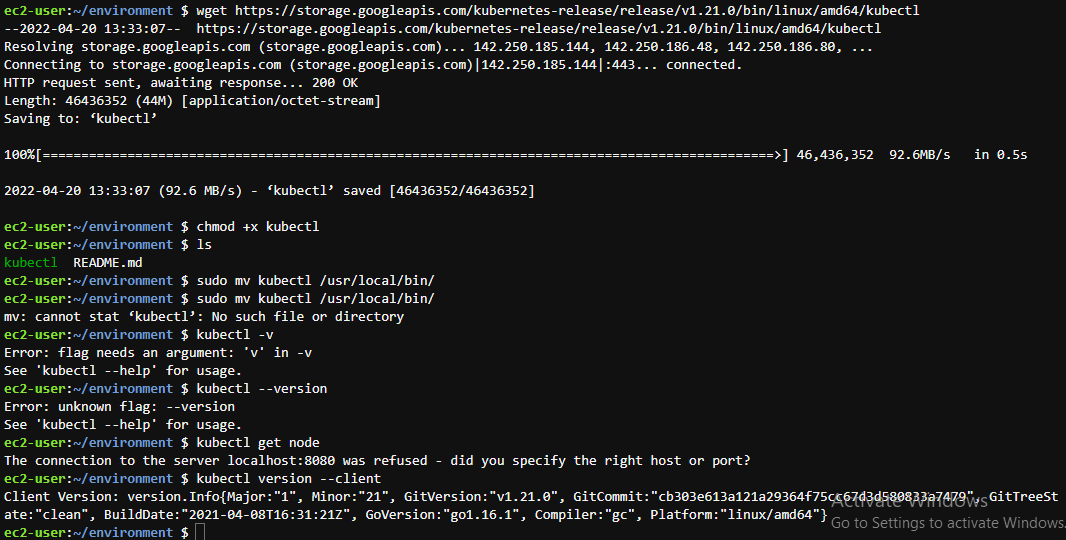 ec2-user:~/environment $ wget https://storage.googleapis.com/kubernetes-release/release/v1.21.0/bin/linux/amd64/kubectl
--2022-04-20 13:33:07--  https://storage.googleapis.com/kubernetes-release/release/v1.21.0/bin/linux/amd64/kubectl
Resolving storage.googleapis.com (storage.googleapis.com)... 142.250.185.144, 142.250.186.48, 142.250.186.80, ...
Connecting to storage.googleapis.com (storage.googleapis.com)|142.250.185.144|:443... connected.
HTTP request sent, awaiting response... 200 OK
Length: 46436352 (44M) [application/octet-stream]
Saving to: ‘kubectl’
100%[===============================================================================================>] 46,436,352  92.6MB/s   in 0.5s
2022-04-20 13:33:07 (92.6 MB/s) - ‘kubectl’ saved [46436352/46436352]
ec2-user:~/environment $ chmod +x kubectl
ec2-user:~/environment $ ls
kubectl  README.md
ec2-user:~/environment $ sudo mv kubectl /usr/local/bin/
ec2-user:~/environment $ sudo mv kubectl /usr/local/bin/
mv: cannot stat ‘kubectl’: No such file or directory
ec2-user:~/environment $ kubectl -v
Error: flag needs an argument: 'v' in -v
See 'kubectl --help' for usage.
ec2-user:~/environment $ kubectl --version
Error: unknown flag: --version
See 'kubectl --help' for usage.
ec2-user:~/environment $ kubectl get node
The connection to the server localhost:8080 was refused - did you specify the right host or port?
ec2-user:~/environment $ kubectl version --client
Client Version: version.Info{Major:"1", Minor:"21", GitVersion:"v1.21.0", GitCommit:"cb303e613a121a29364f75cc67d3d580833a7479", GitTreeSt
ate:"clean", BuildDate:"2021-04-08T16:31:21Z", GoVersion:"go1.16.1", Compiler:"gc", Platform:"linux/amd64"}
ec2-user:~/environment $
Activate Windows
Go to Settings to activate Windows.